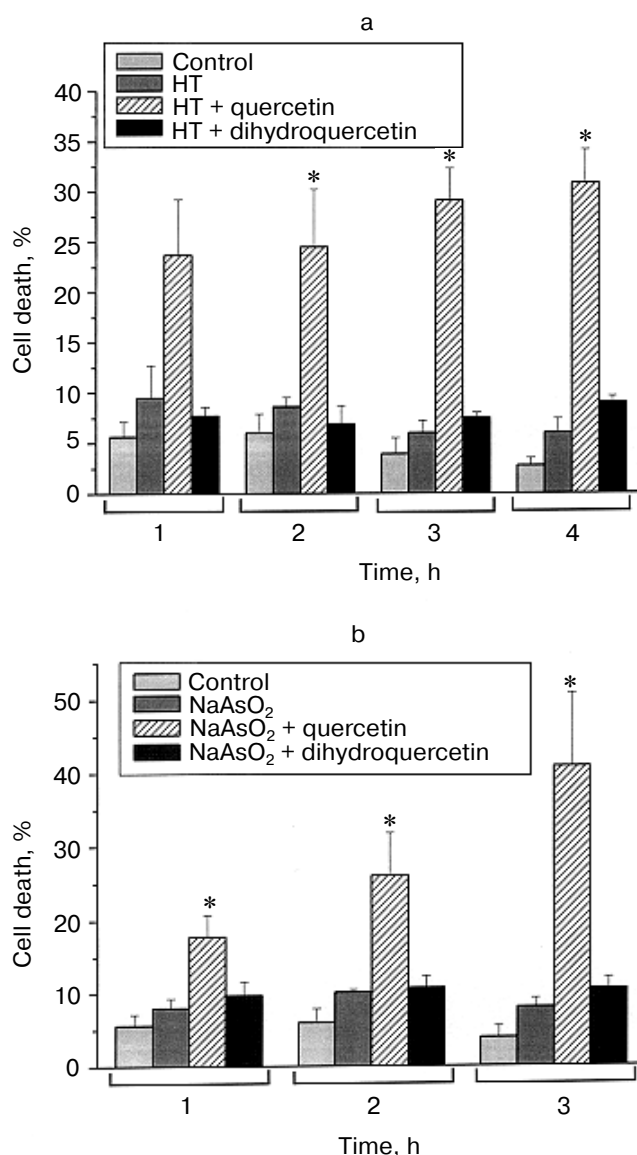 a
Control
HT
HT + quercetin
HT + dihydroquercetin
40
35
30
25
20
15
10
5
0
Cell death, %
* * *
1 2 3 4
Time, h
b
Control
NaAsO₂
NaAsO₂ + quercetin
NaAsO₂ + dihydroquercetin
50
40
30
20
10
0
Cell death, %
* * *
1 2 3
Time, h